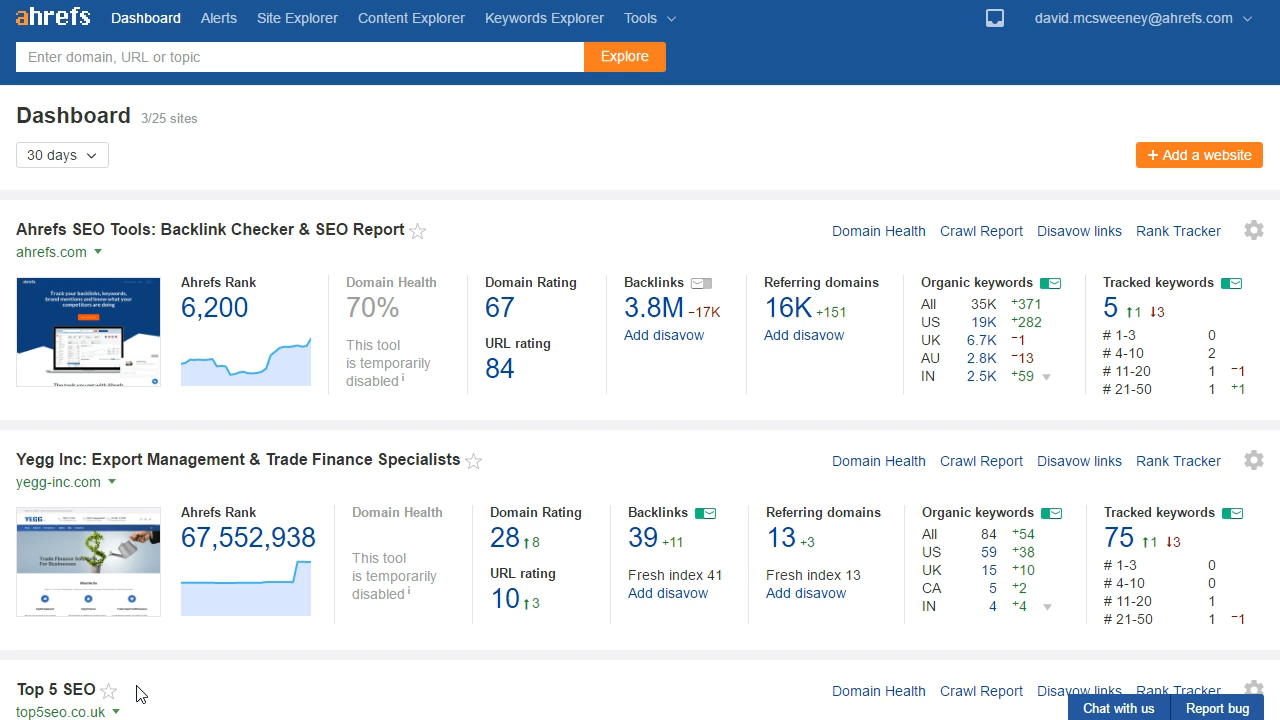 ahrefs Dashboard Alerts Site Explorer Content Explorer Keywords Explorer Tools david.mcsweeney@ahrefs.com
Enter domain, URL or topic Explore
Dashboard 3/25 sites
30 days + Add a website
Ahrefs SEO Tools: Backlink Checker & SEO Report Domain Health Crawl Report Disavow links Rank Tracker
ahrefs.com
Ahrefs Rank
6,200
Domain Health
70%
This tool
is temporarily
disabled i
Domain Rating
67
URL rating
84
Backlinks
3.8M -17K
Add disavow
Referring domains
16K +151
Add disavow
Organic keywords
All 35K +371
US 19K +282
UK 6.7K -1
AU 2.8K -13
IN 2.5K +59
Tracked keywords
5 ↑1 ↓3
# 1-3 0
# 4-10 2
# 11-20 1 -1
# 21-50 1 +1
Yegg Inc: Export Management & Trade Finance Specialists Domain Health Crawl Report Disavow links Rank Tracker
yegg-inc.com
YEGG
Trade Finance
For Businesses
Ahrefs Rank
67,552,938
Domain Health
This tool
is temporarily
disabled i
Domain Rating
28 ↑8
URL rating
10 ↑3
Backlinks
39 +11
Fresh index 41
Add disavow
Referring domains
13 +3
Fresh index 13
Add disavow
Organic keywords
All 84 +54
US 59 +38
UK 15 +10
CA 5 +2
IN 4 +4
Tracked keywords
75 ↑1 ↓3
# 1-3 0
# 4-10 0
# 11-20 1
# 21-50 1 -1
Top 5 SEO Domain Health Crawl Report Disavow links Rank Tracker
top5seo.co.uk
Chat with us Report bug